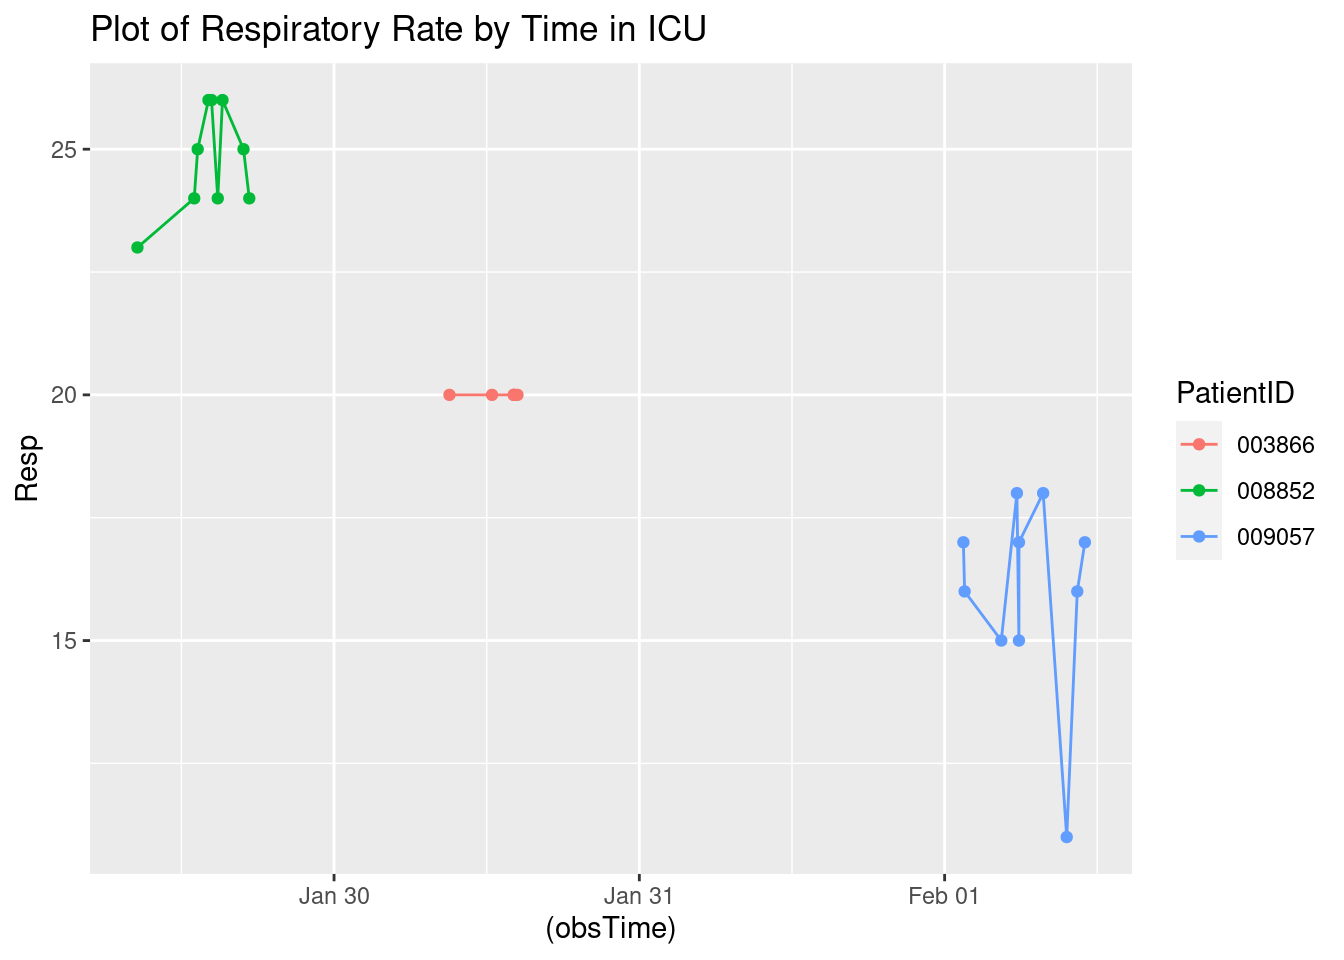 Plot of Respiratory Rate by Time in ICU
25
20
15
Resp
Jan 30
Jan 31
Feb 01
(obsTime)
PatientID
003866
008852
009057